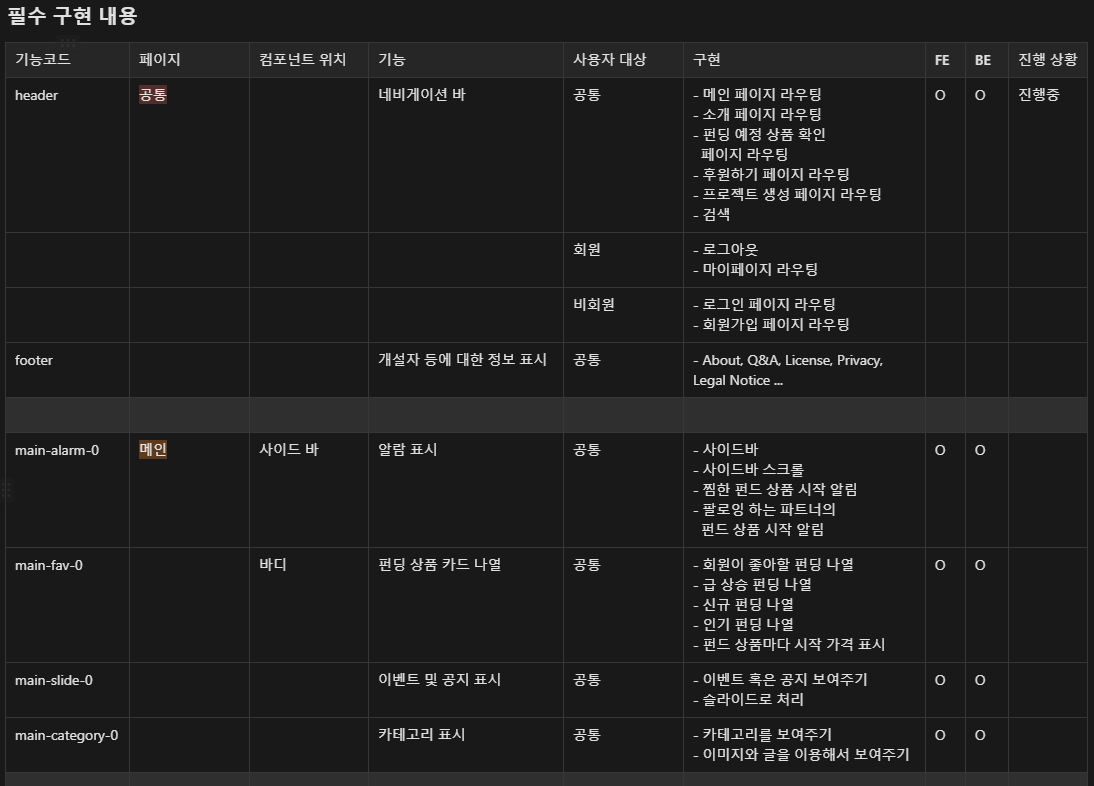 필수 구현 내용
기능코드 페이지 컴포넌트 위치 기능 사용자 대상 구현 FE BE 진행 상황
header 공통 네비게이션 바 공통 - 메인 페이지 라우팅 O O 진행중
- 소개 페이지 라우팅
- 펀딩 예정 상품 확인
페이지 라우팅
- 후원하기 페이지 라우팅
- 프로젝트 생성 페이지 라우팅
- 검색
회원 - 로그아웃
- 마이페이지 라우팅
비회원 - 로그인 페이지 라우팅
- 회원가입 페이지 라우팅
footer 개설자 등에 대한 정보 표시 공통 - About, Q&A, License, Privacy,
Legal Notice ...
main-alarm-0 메인 사이드 바 알람 표시 공통 - 사이드바 O O
- 사이드바 스크롤
- 찜한 펀드 상품 시작 알림
- 팔로잉 하는 파트너의
펀드 상품 시작 알림
main-fav-0 바디 펀딩 상품 카드 나열 공통 - 회원이 좋아할 펀딩 나열 O O
- 급 상승 펀딩 나열
- 신규 펀딩 나열
- 인기 펀딩 나열
- 펀드 상품마다 시작 가격 표시
main-slide-0 이벤트 및 공지 표시 공통 - 이벤트 혹은 공지 보여주기 O O
- 슬라이드로 처리
main-category-0 카테고리 표시 공통 - 카테고리를 보여주기 O O
- 이미지와 글을 이용해서 보여주기